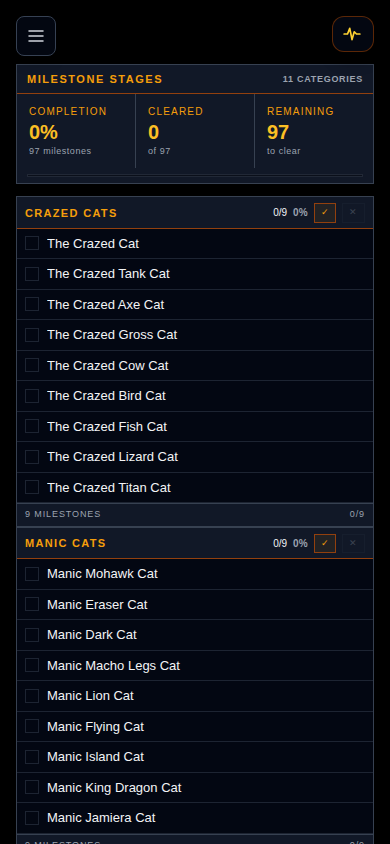 MILESTONE STAGES 11 CATEGORIES
COMPLETION CLEARED REMAINING
0% 0 97
97 milestones of 97 to clear
CRAZED CATS 0/9 0% ✓ ×
The Crazed Cat
The Crazed Tank Cat
The Crazed Axe Cat
The Crazed Gross Cat
The Crazed Cow Cat
The Crazed Bird Cat
The Crazed Fish Cat
The Crazed Lizard Cat
The Crazed Titan Cat
9 MILESTONES 0/9
MANIC CATS 0/9 0% ✓ ×
Manic Mohawk Cat
Manic Eraser Cat
Manic Dark Cat
Manic Macho Legs Cat
Manic Lion Cat
Manic Flying Cat
Manic Island Cat
Manic King Dragon Cat
Manic Jamiera Cat
9 MILESTONES 0/9